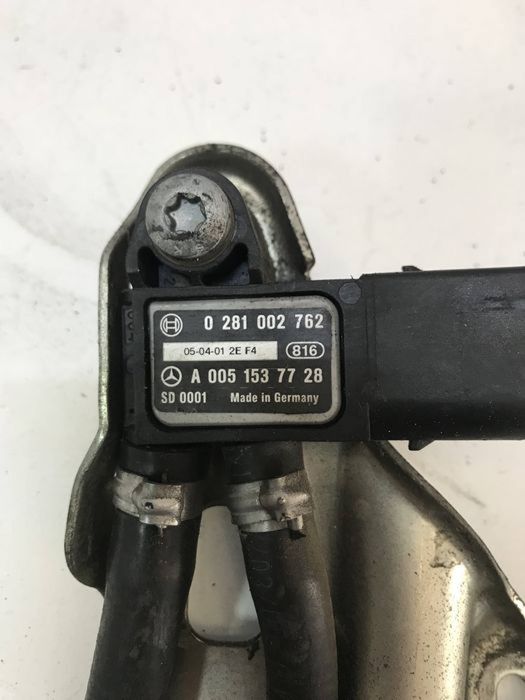 0 281 002 762
05-04-01 2E F4 816
A 005 153 77 28
SD 0001 Made in Germany